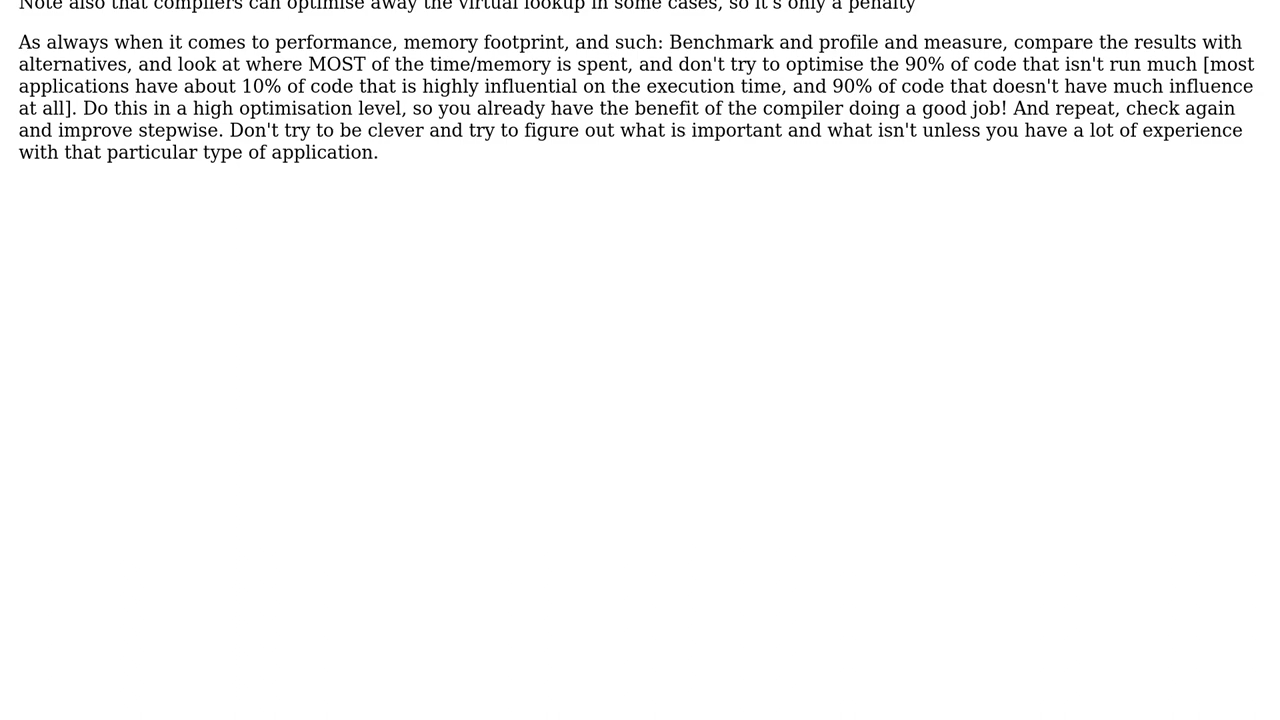 Note also that compilers can optimise away the virtual lookup in some cases, so it's only a penalty
As always when it comes to performance, memory footprint, and such: Benchmark and profile and measure, compare the results with
alternatives, and look at where MOST of the time/memory is spent, and don't try to optimise the 90% of code that isn't run much [most
applications have about 10% of code that is highly influential on the execution time, and 90% of code that doesn't have much influence
at all]. Do this in a high optimisation level, so you already have the benefit of the compiler doing a good job! And repeat, check again
and improve stepwise. Don't try to be clever and try to figure out what is important and what isn't unless you have a lot of experience
with that particular type of application.